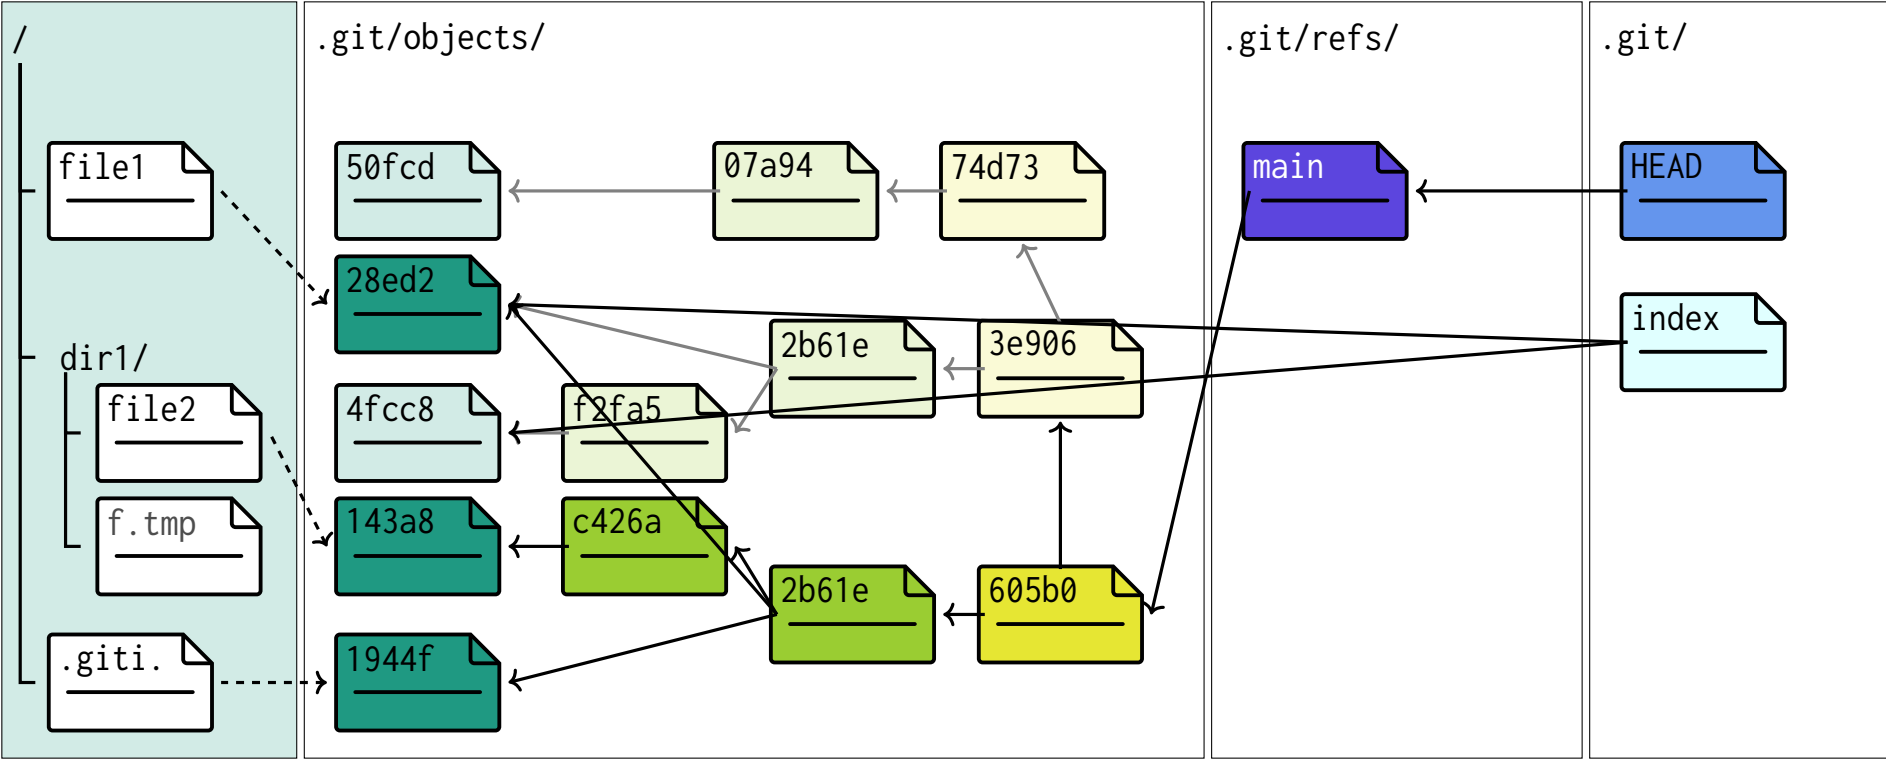 /
.git/objects/
.git/refs/
.git/
file1
50fcd
07a94
74d73
main
HEAD
28ed2
index
dir1/
2b61e
3e906
file2
4fcc8
f2fa5
f.tmp
143a8
c426a
2b61e
605b0
.giti.
1944f